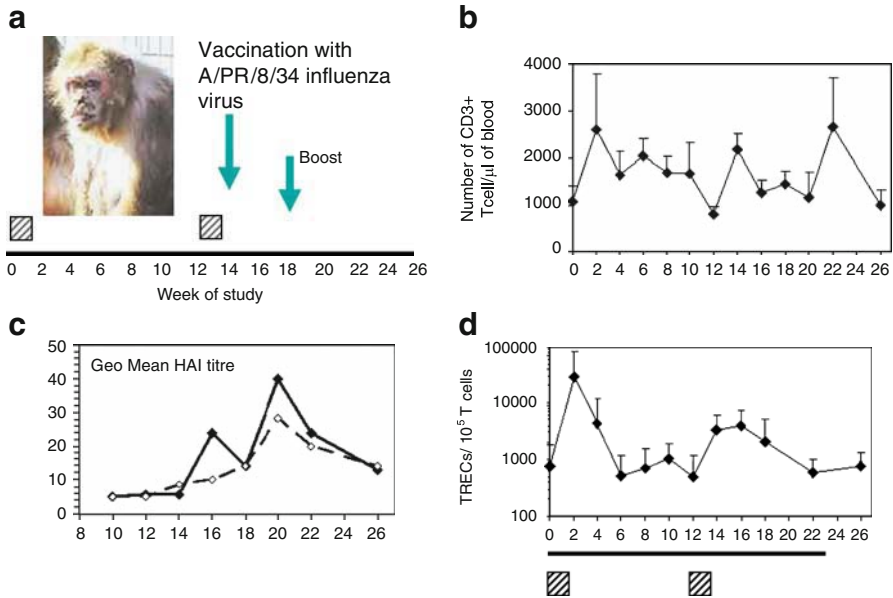 a
Vaccination with
A/PR/8/34 influenza
virus
Boost
0 2 4 6 8 10 12 14 16 18 20 22 24 26
Week of study
b
Number of CD3+
Tcell/µl of blood
4000
3000
2000
1000
0
0 2 4 6 8 10 12 14 16 18 20 22 24 26
c
Geo Mean HAI titre
50
40
30
20
10
0
8 10 12 14 16 18 20 22 24 26
d
TRECs/ 10⁵ T cells
100000
10000
1000
100
0 2 4 6 8 10 12 14 16 18 20 22 24 26